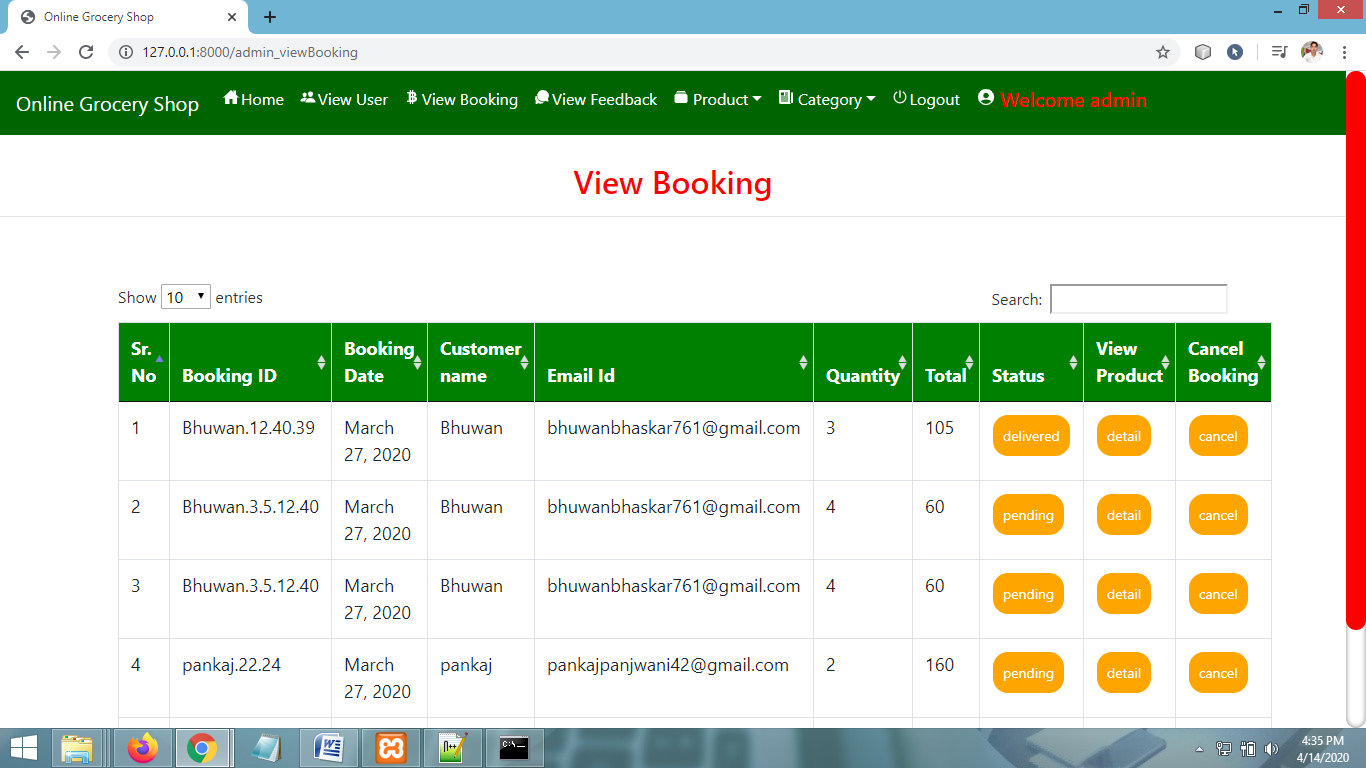 Online Grocery Shop
127.0.0.1:8000/admin_viewBooking
Online Grocery Shop Home View User View Booking View Feedback Product Category Logout Welcome admin
View Booking
Show 10 entries Search:
Sr. No Booking ID Booking Date Customer name Email Id Quantity Total Status View Product Cancel Booking
1 Bhuwan.12.40.39 March 27, 2020 Bhuwan bhuwanbhaskar761@gmail.com 3 105 delivered detail cancel
2 Bhuwan.3.5.12.40 March 27, 2020 Bhuwan bhuwanbhaskar761@gmail.com 4 60 pending detail cancel
3 Bhuwan.3.5.12.40 March 27, 2020 Bhuwan bhuwanbhaskar761@gmail.com 4 60 pending detail cancel
4 pankaj.22.24 March 27, 2020 pankaj pankajpanjwani42@gmail.com 2 160 pending detail cancel
4:35 PM
4/14/2020